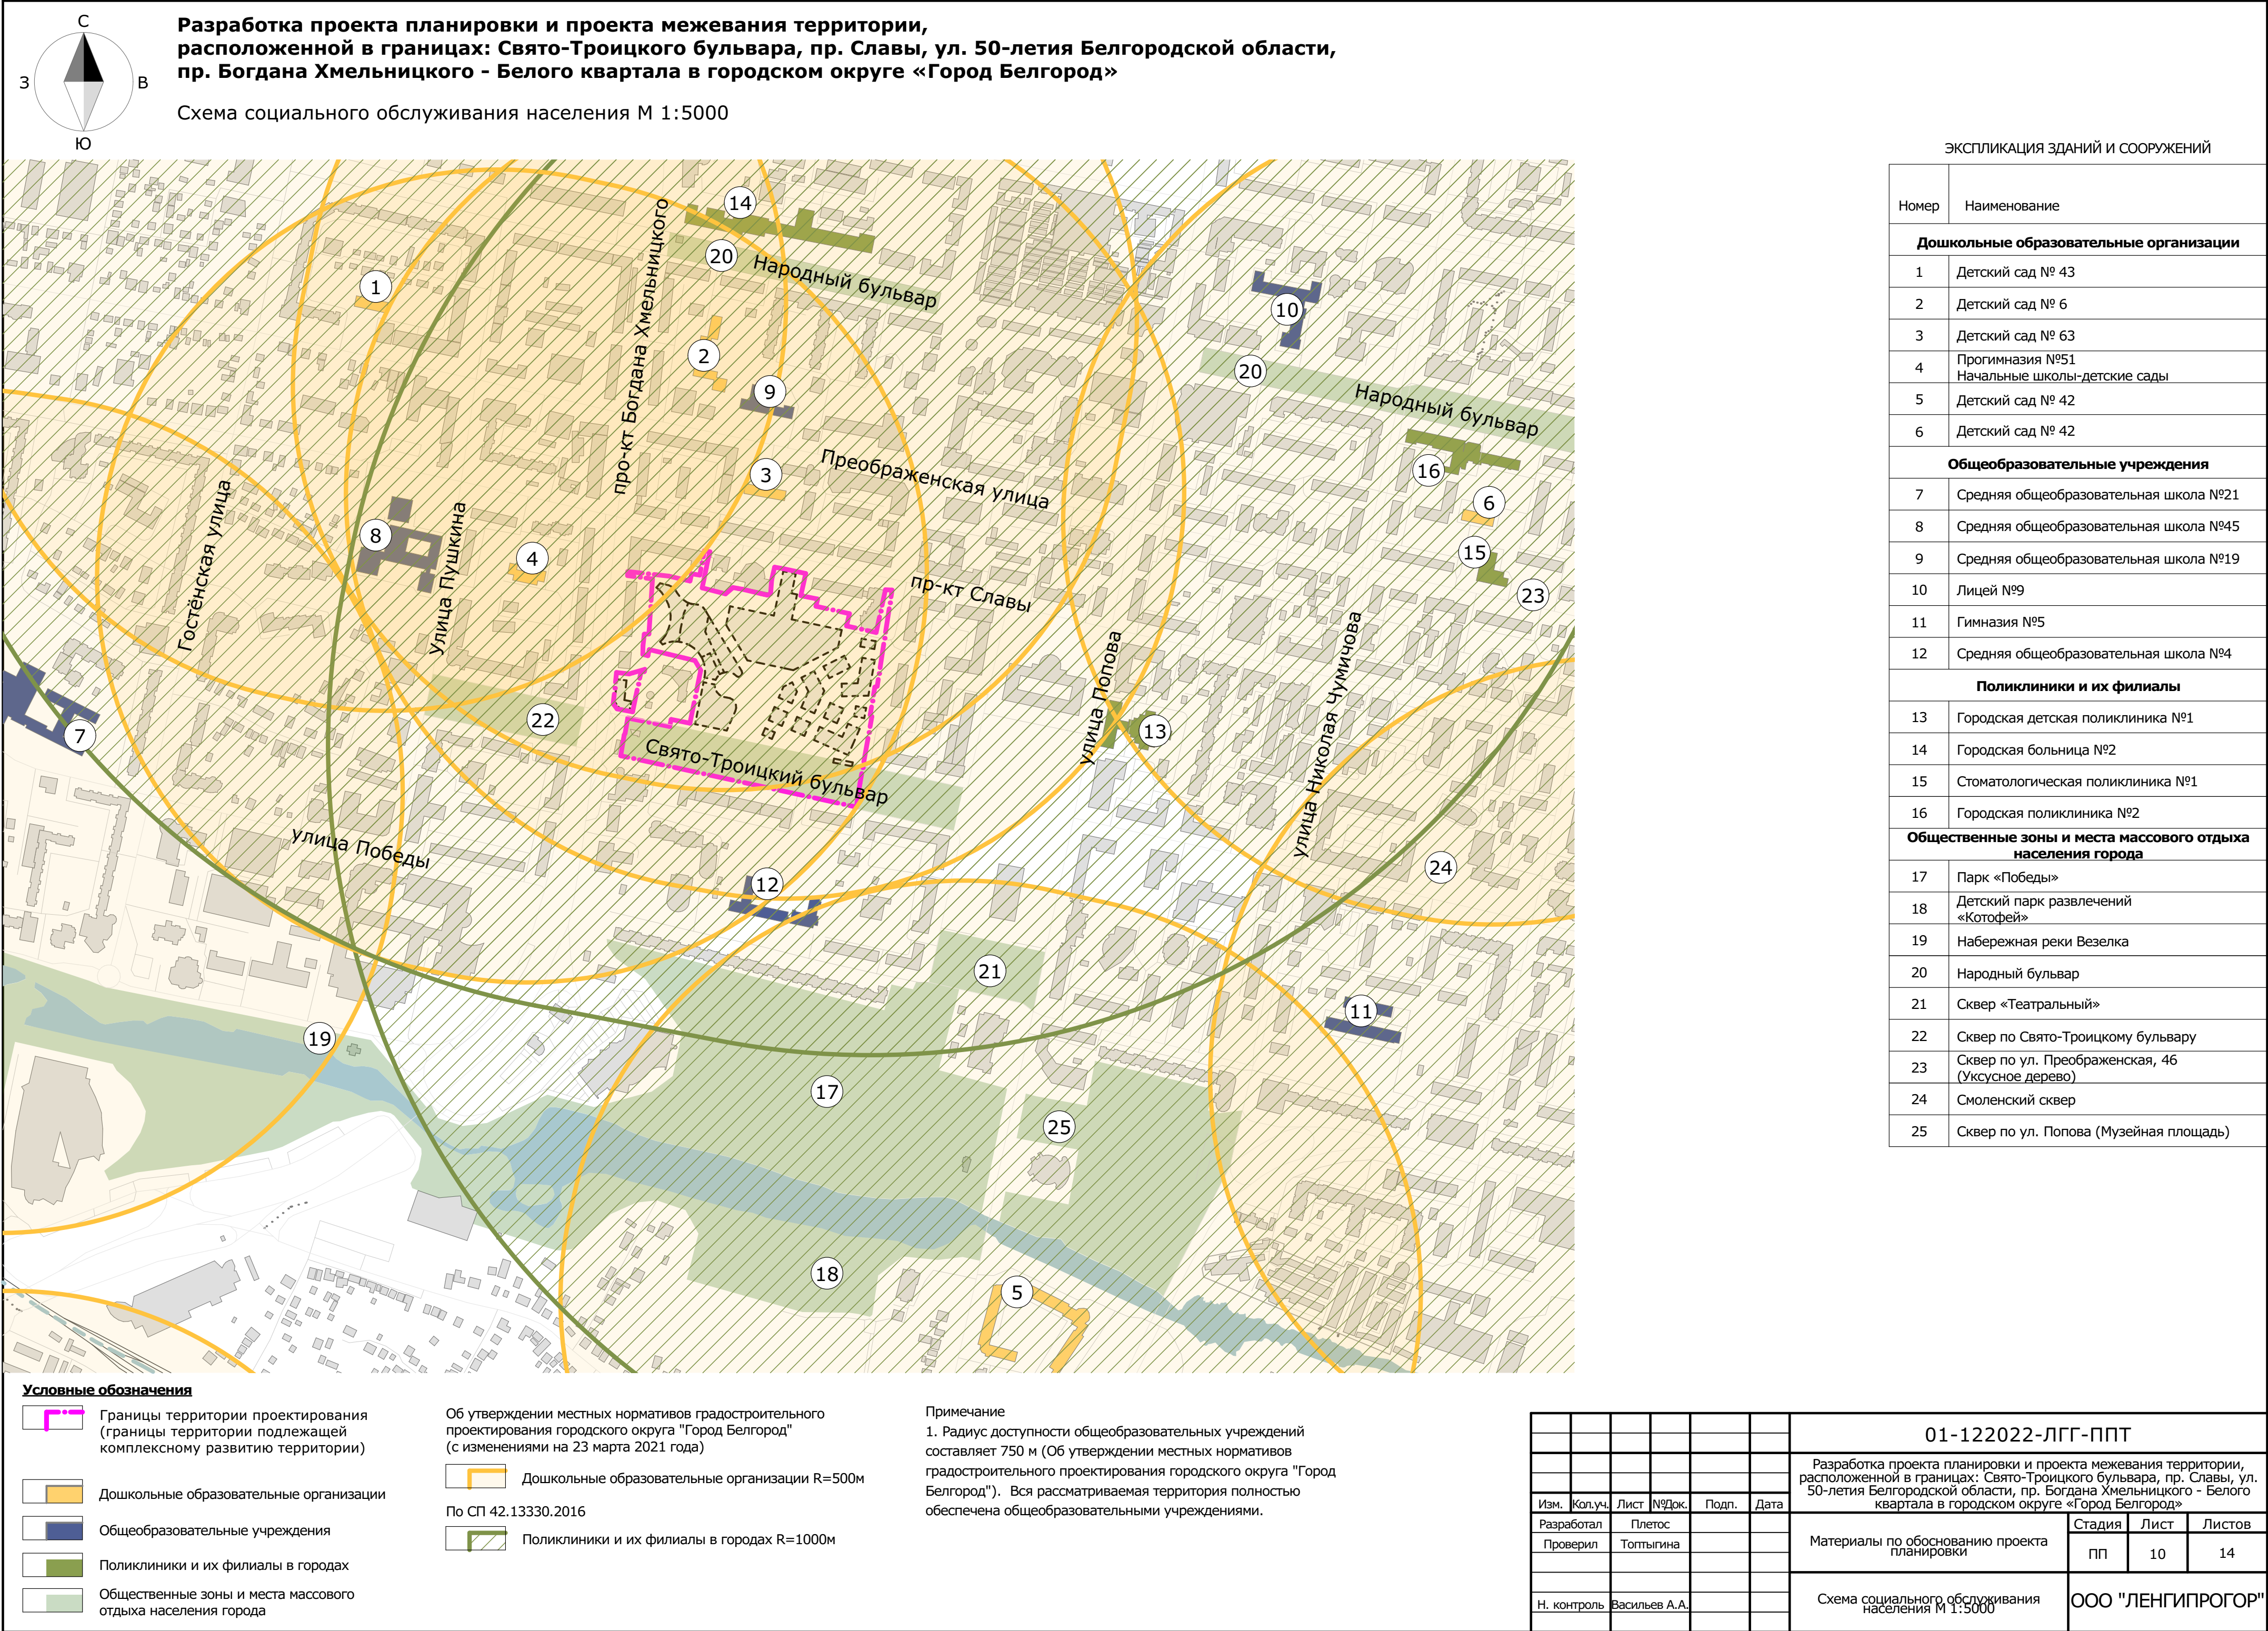 Разработка проекта планировки и проекта межевания территории,
расположенной в границах: Свято-Троицкого бульвара, пр. Славы, ул. 50-летия Белгородской области,
пр. Богдана Хмельницкого - Белого квартала в городском округе «Город Белгород»
Схема социального обслуживания населения М 1:5000
С
З
В
Ю
14
20
Народный бульвар
1
про-кт Богдана Хмельницкого
2
9
10
20
Народный бульвар
3
Преображенская улица
16
6
Гостёнская улица
8
Улица Пушкина
4
15
пр-кт Славы
23
улица Попова
улица Николая Чумичова
22
7
13
Свято-Троицкий бульвар
улица Победы
12
24
21
11
19
17
25
18
5
ЭКСПЛИКАЦИЯ ЗДАНИЙ И СООРУЖЕНИЙ
Номер Наименование
Дошкольные образовательные организации
1 Детский сад № 43
2 Детский сад № 6
3 Детский сад № 63
4 Прогимназия №51
Начальные школы-детские сады
5 Детский сад № 42
6 Детский сад № 42
Общеобразовательные учреждения
7 Средняя общеобразовательная школа №21
8 Средняя общеобразовательная школа №45
9 Средняя общеобразовательная школа №19
10 Лицей №9
11 Гимназия №5
12 Средняя общеобразовательная школа №4
Поликлиники и их филиалы
13 Городская детская поликлиника №1
14 Городская больница №2
15 Стоматологическая поликлиника №1
16 Городская поликлиника №2
Общественные зоны и места массового отдыха
населения города
17 Парк «Победы»
18 Детский парк развлечений
«Котофей»
19 Набережная реки Везелка
20 Народный бульвар
21 Сквер «Театральный»
22 Сквер по Свято-Троицкому бульвару
23 Сквер по ул. Преображенская, 46
(Уксусное дерево)
24 Смоленский сквер
25 Сквер по ул. Попова (Музейная площадь)
Условные обозначения
Границы территории проектирования
(границы территории подлежащей
комплексному развитию территории)
Дошкольные образовательные организации
Общеобразовательные учреждения
Поликлиники и их филиалы в городах
Общественные зоны и места массового
отдыха населения города
Об утверждении местных нормативов градостроительного
проектирования городского округа "Город Белгород"
(с изменениями на 23 марта 2021 года)
Дошкольные образовательные организации R=500м
По СП 42.13330.2016
Поликлиники и их филиалы в городах R=1000м
Примечание
1. Радиус доступности общеобразовательных учреждений
составляет 750 м (Об утверждении местных нормативов
градостроительного проектирования городского округа "Город
Белгород"). Вся рассматриваемая территория полностью
обеспечена общеобразовательными учреждениями.
01-122022-ЛГГ-ППТ
Разработка проекта планировки и проекта межевания территории,
расположенной в границах: Свято-Троицкого бульвара, пр. Славы, ул.
50-летия Белгородской области, пр. Богдана Хмельницкого - Белого
квартала в городском округе «Город Белгород»
Изм. Кол.уч. Лист №Док. Подп. Дата
Разработал Плетос
Проверил Топтыгина
Н. контроль Васильев А.А.
Материалы по обоснованию проекта
планировки
Стадия Лист Листов
ПП 10 14
Схема социального обслуживания
населения М 1:5000
ООО "ЛЕНГИПРОГОР"